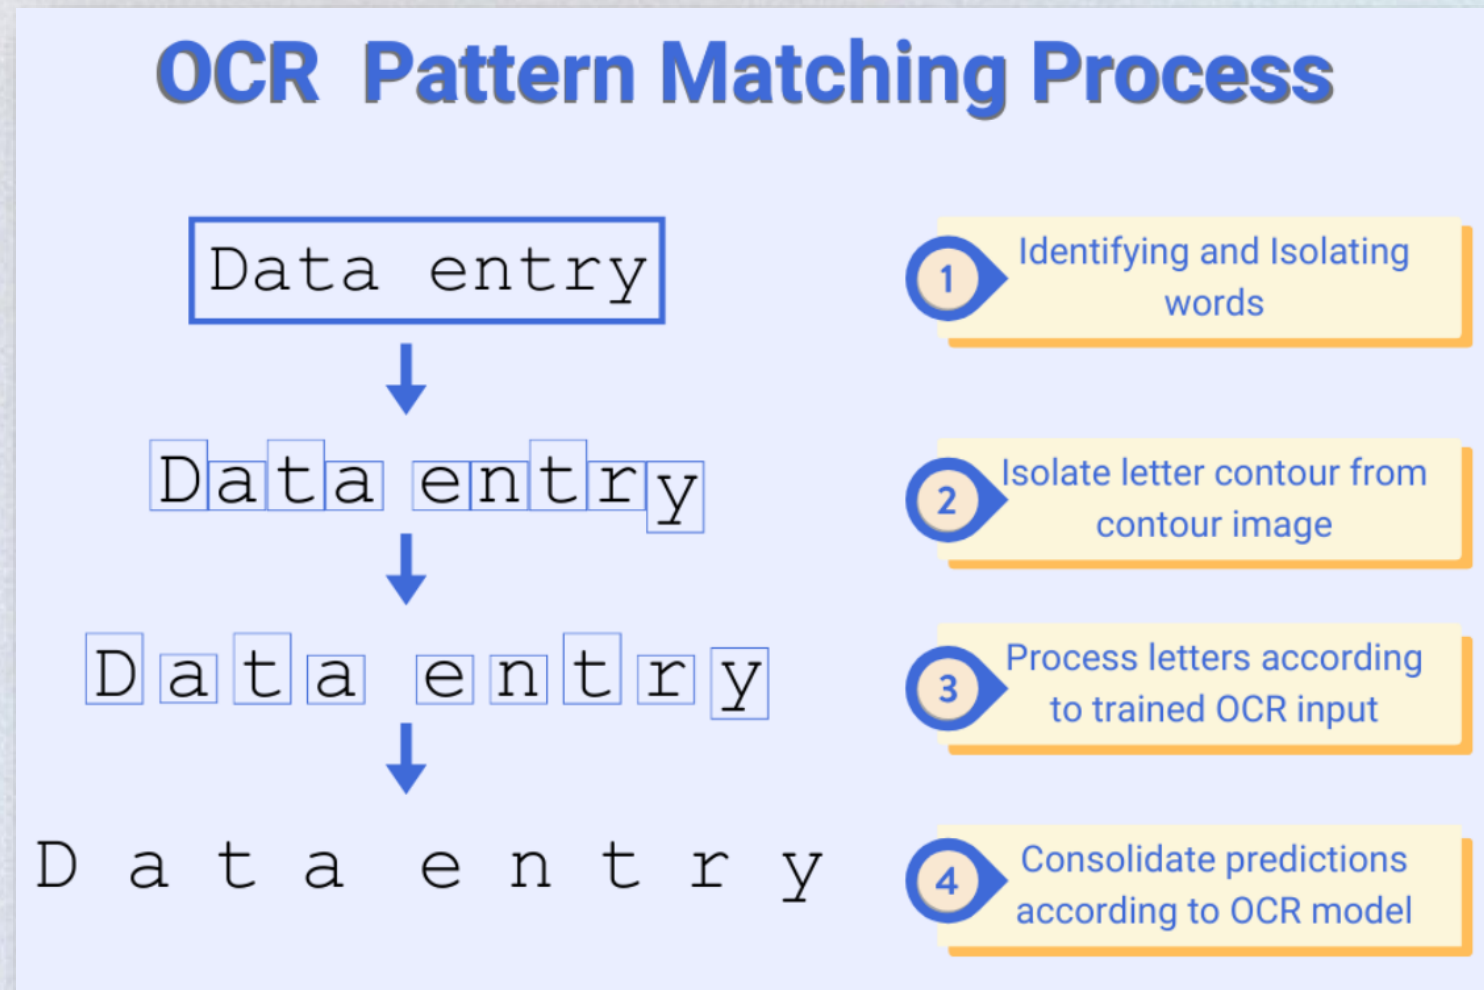 OCR Pattern Matching Process
Data entry
1
Identifying and Isolating
words
Data entry
2
Isolate letter contour from
contour image
Data entry
3
Process letters according
to trained OCR input
D a t a e n t r y
4
Consolidate predictions
according to OCR model